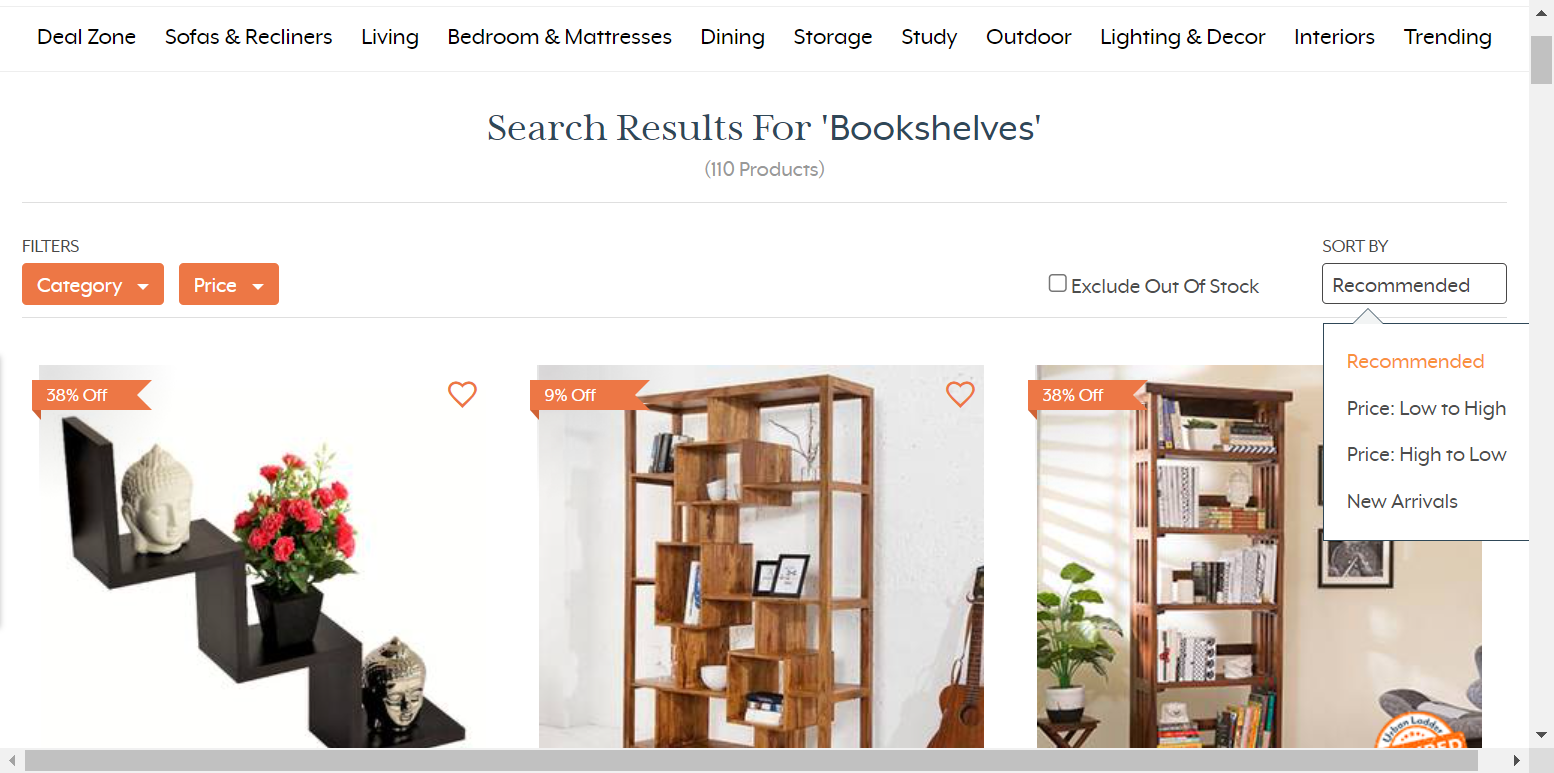 Deal Zone Sofas & Recliners Living Bedroom & Mattresses Dining Storage Study Outdoor Lighting & Decor Interiors Trending
Search Results For 'Bookshelves'
(110 Products)
FILTERS
SORT BY
Category Price
Exclude Out Of Stock
Recommended
Recommended
Price: Low to High
Price: High to Low
New Arrivals
38% Off
9% Off
38% Off
Urban Ladder